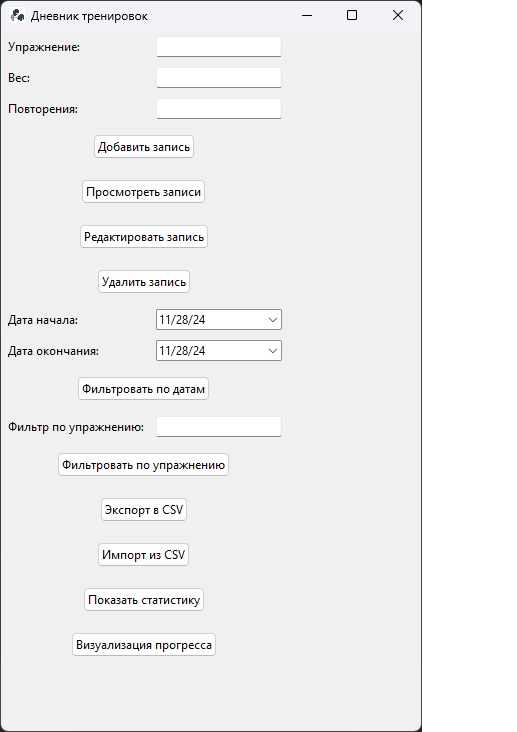 Дневник тренировок
Упражнение:
Вес:
Повторения:
Добавить запись
Просмотреть записи
Редактировать запись
Удалить запись
Дата начала: 11/28/24
Дата окончания: 11/28/24
Фильтровать по датам
Фильтр по упражнению:
Фильтровать по упражнению
Экспорт в CSV
Импорт из CSV
Показать статистику
Визуализация прогресса